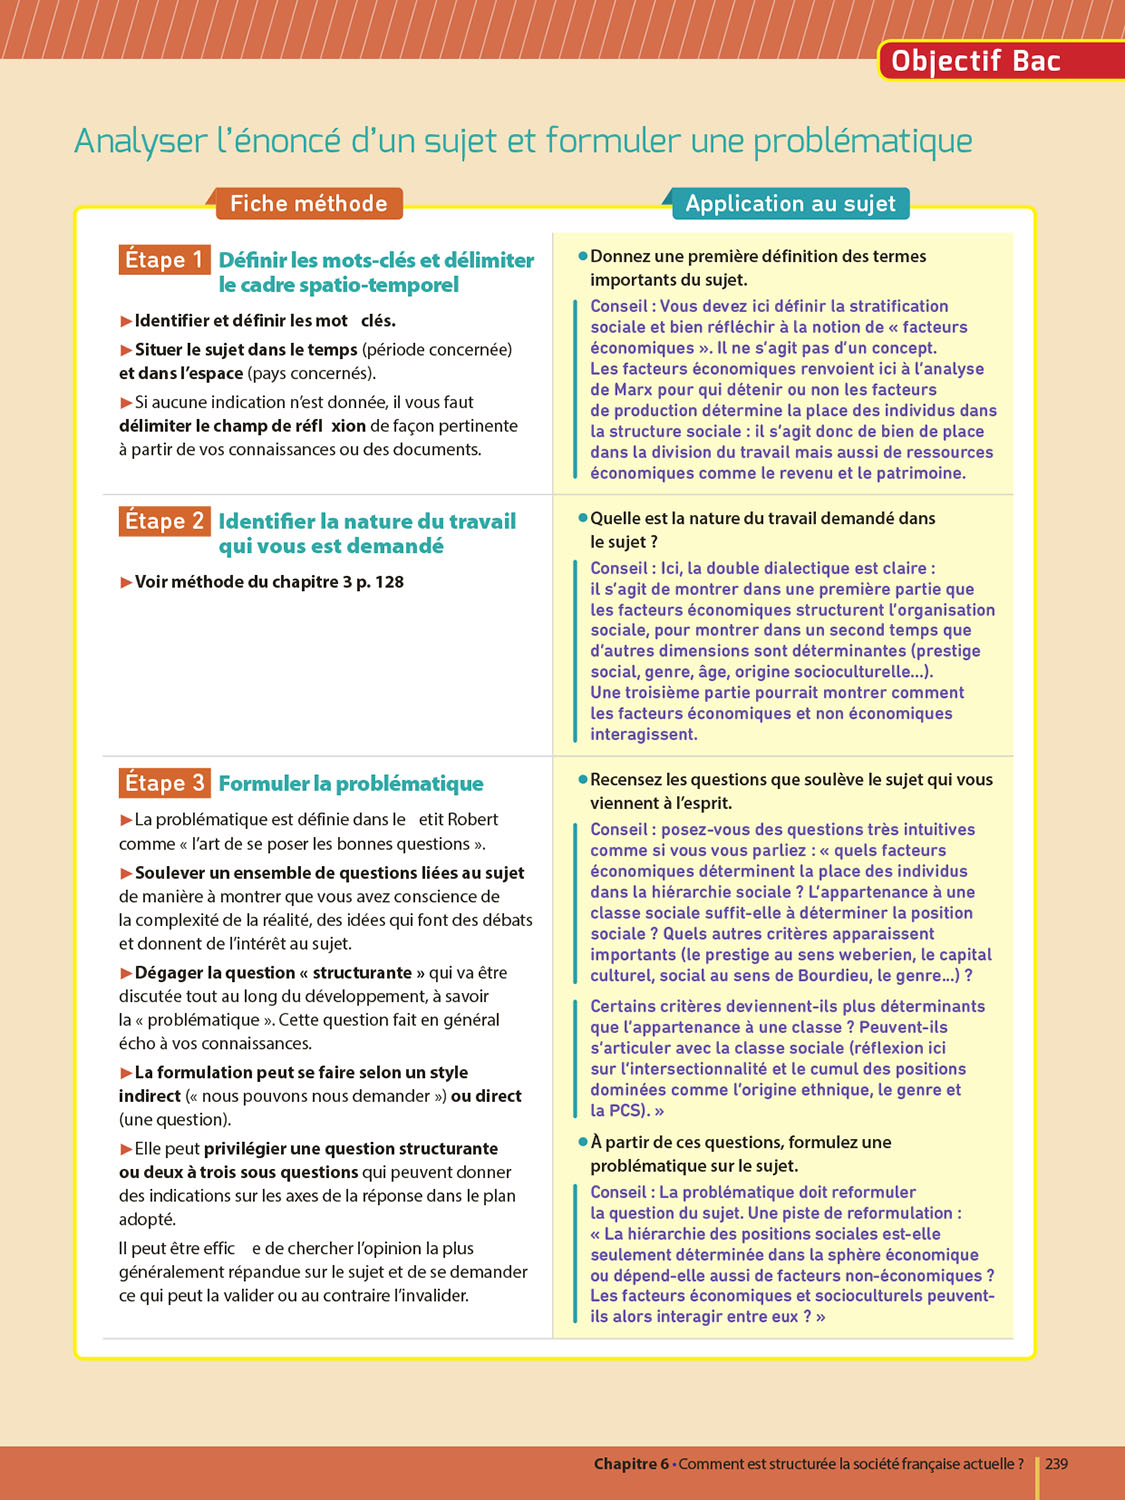 Objectif Bac
Analyser l'énoncé d'un sujet et formuler une problématique
Fiche méthode
Étape 1 Définir les mots-clés et délimiter
le cadre spatio-temporel
►Identifier et définir les mot clés.
►Situer le sujet dans le temps (période concernée)
et dans l'espace (pays concernés).
►Si aucune indication n'est donnée, il vous faut
délimiter le champ de réfl xion de façon pertinente
à partir de vos connaissances ou des documents.
Application au sujet
• Donnez une première définition des termes
importants du sujet.
Conseil : Vous devez ici définir la stratification
sociale et bien réfléchir à la notion de « facteurs
économiques ». Il ne s'agit pas d'un concept.
Les facteurs économiques renvoient ici à l'analyse
de Marx pour qui détenir ou non les facteurs
de production détermine la place des individus dans
la structure sociale : il s'agit donc de bien de place
dans la division du travail mais aussi de ressources
économiques comme le revenu et le patrimoine.
Étape 2 Identifier la nature du travail
qui vous est demandé
►Voir méthode du chapitre 3 p. 128
• Quelle est la nature du travail demandé dans
le sujet ?
Conseil : Ici, la double dialectique est claire :
il s'agit de montrer dans une première partie que
les facteurs économiques structurent l'organisation
sociale, pour montrer dans un second temps que
d'autres dimensions sont déterminantes (prestige
social, genre, âge, origine socioculturelle...).
Une troisième partie pourrait montrer comment
les facteurs économiques et non économiques
interagissent.
Étape 3 Formuler la problématique
►La problématique est définie dans le etit Robert
comme « l'art de se poser les bonnes questions ».
►Soulever un ensemble de questions liées au sujet
de manière à montrer que vous avez conscience de
la complexité de la réalité, des idées qui font des débats
et donnent de l'intérêt au sujet.
►Dégager la question « structurante » qui va être
discutée tout au long du développement, à savoir
la « problématique ». Cette question fait en général
écho à vos connaissances.
►La formulation peut se faire selon un style
indirect (« nous pouvons nous demander ») ou direct
(une question).
►Elle peut privilégier une question structurante
ou deux à trois sous questions qui peuvent donner
des indications sur les axes de la réponse dans le plan
adopté.
Il peut être effic e de chercher l'opinion la plus
généralement répandue sur le sujet et de se demander
ce qui peut la valider ou au contraire l'invalider.
• Recensez les questions que soulève le sujet qui vous
viennent à l'esprit.
Conseil : posez-vous des questions très intuitives
comme si vous vous parliez : « quels facteurs
économiques déterminent la place des individus
dans la hiérarchie sociale ? L'appartenance à une
classe sociale suffit-elle à déterminer la position
sociale ? Quels autres critères apparaissent
importants (le prestige au sens weberien, le capital
culturel, social au sens de Bourdieu, le genre...) ?
Certains critères deviennent-ils plus déterminants
que l'appartenance à une classe ? Peuvent-ils
s'articuler avec la classe sociale (réflexion ici
sur l'intersectionnalité et le cumul des positions
dominées comme l'origine ethnique, le genre et
la PCS). »
• À partir de ces questions, formulez une
problématique sur le sujet.
Conseil : La problématique doit reformuler
la question du sujet. Une piste de reformulation :
« La hiérarchie des positions sociales est-elle
seulement déterminée dans la sphère économique
ou dépend-elle aussi de facteurs non-économiques ?
Les facteurs économiques et socioculturels peuvent-
ils alors interagir entre eux ? »
Chapitre 6 • Comment est structurée la société française actuelle ? 239